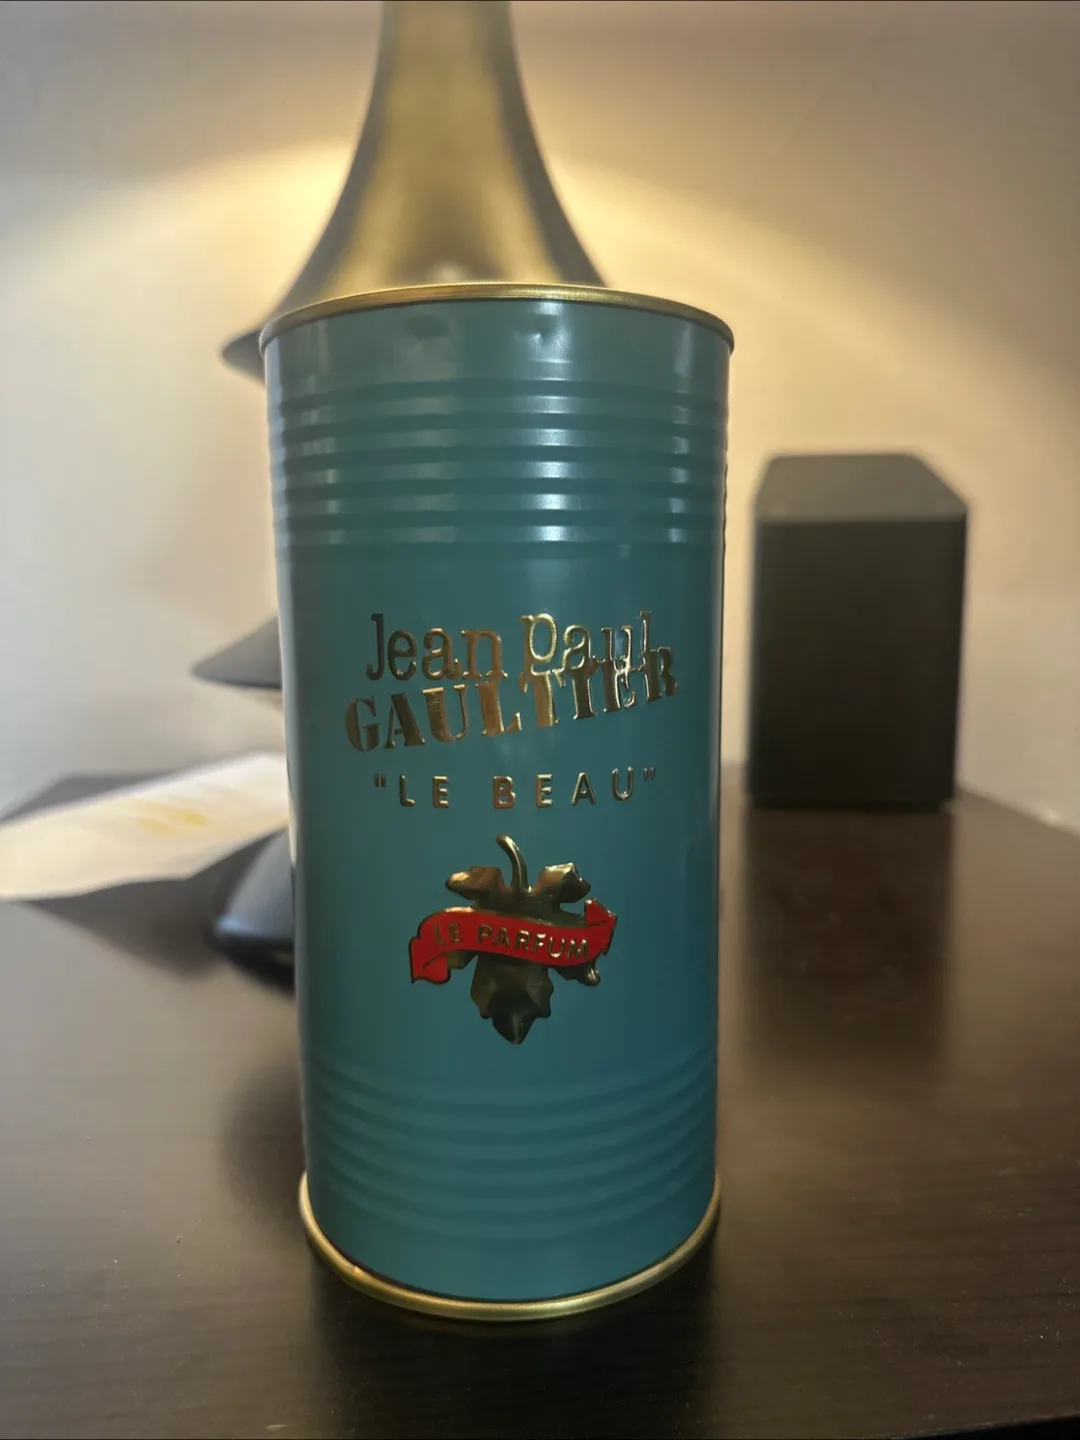 Jean Paul
GAULTIER
"LE BEAU"
LE PARFUM